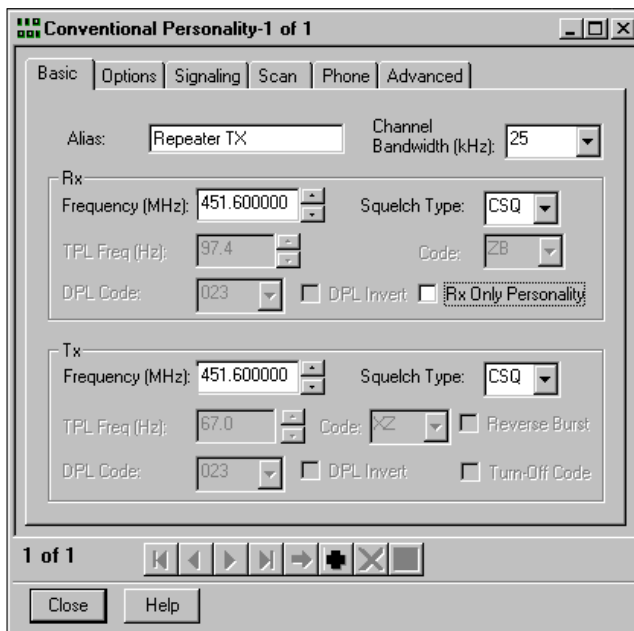 Conventional Personality-1 of 1
Basic Options Signaling Scan Phone Advanced
Alias: Repeater TX Channel Bandwidth (kHz): 25
Rx
Frequency (MHz): 451.600000 Squelch Type: CSQ
TPL Freq (Hz): 97.4 Code: ZB
DPL Code: 023 DPL Invert Rx Only Personality
Tx
Frequency (MHz): 451.600000 Squelch Type: CSQ
TPL Freq (Hz): 67.0 Code: XZ Reverse Burst
DPL Code: 023 DPL Invert Turn-Off Code
1 of 1
Close Help